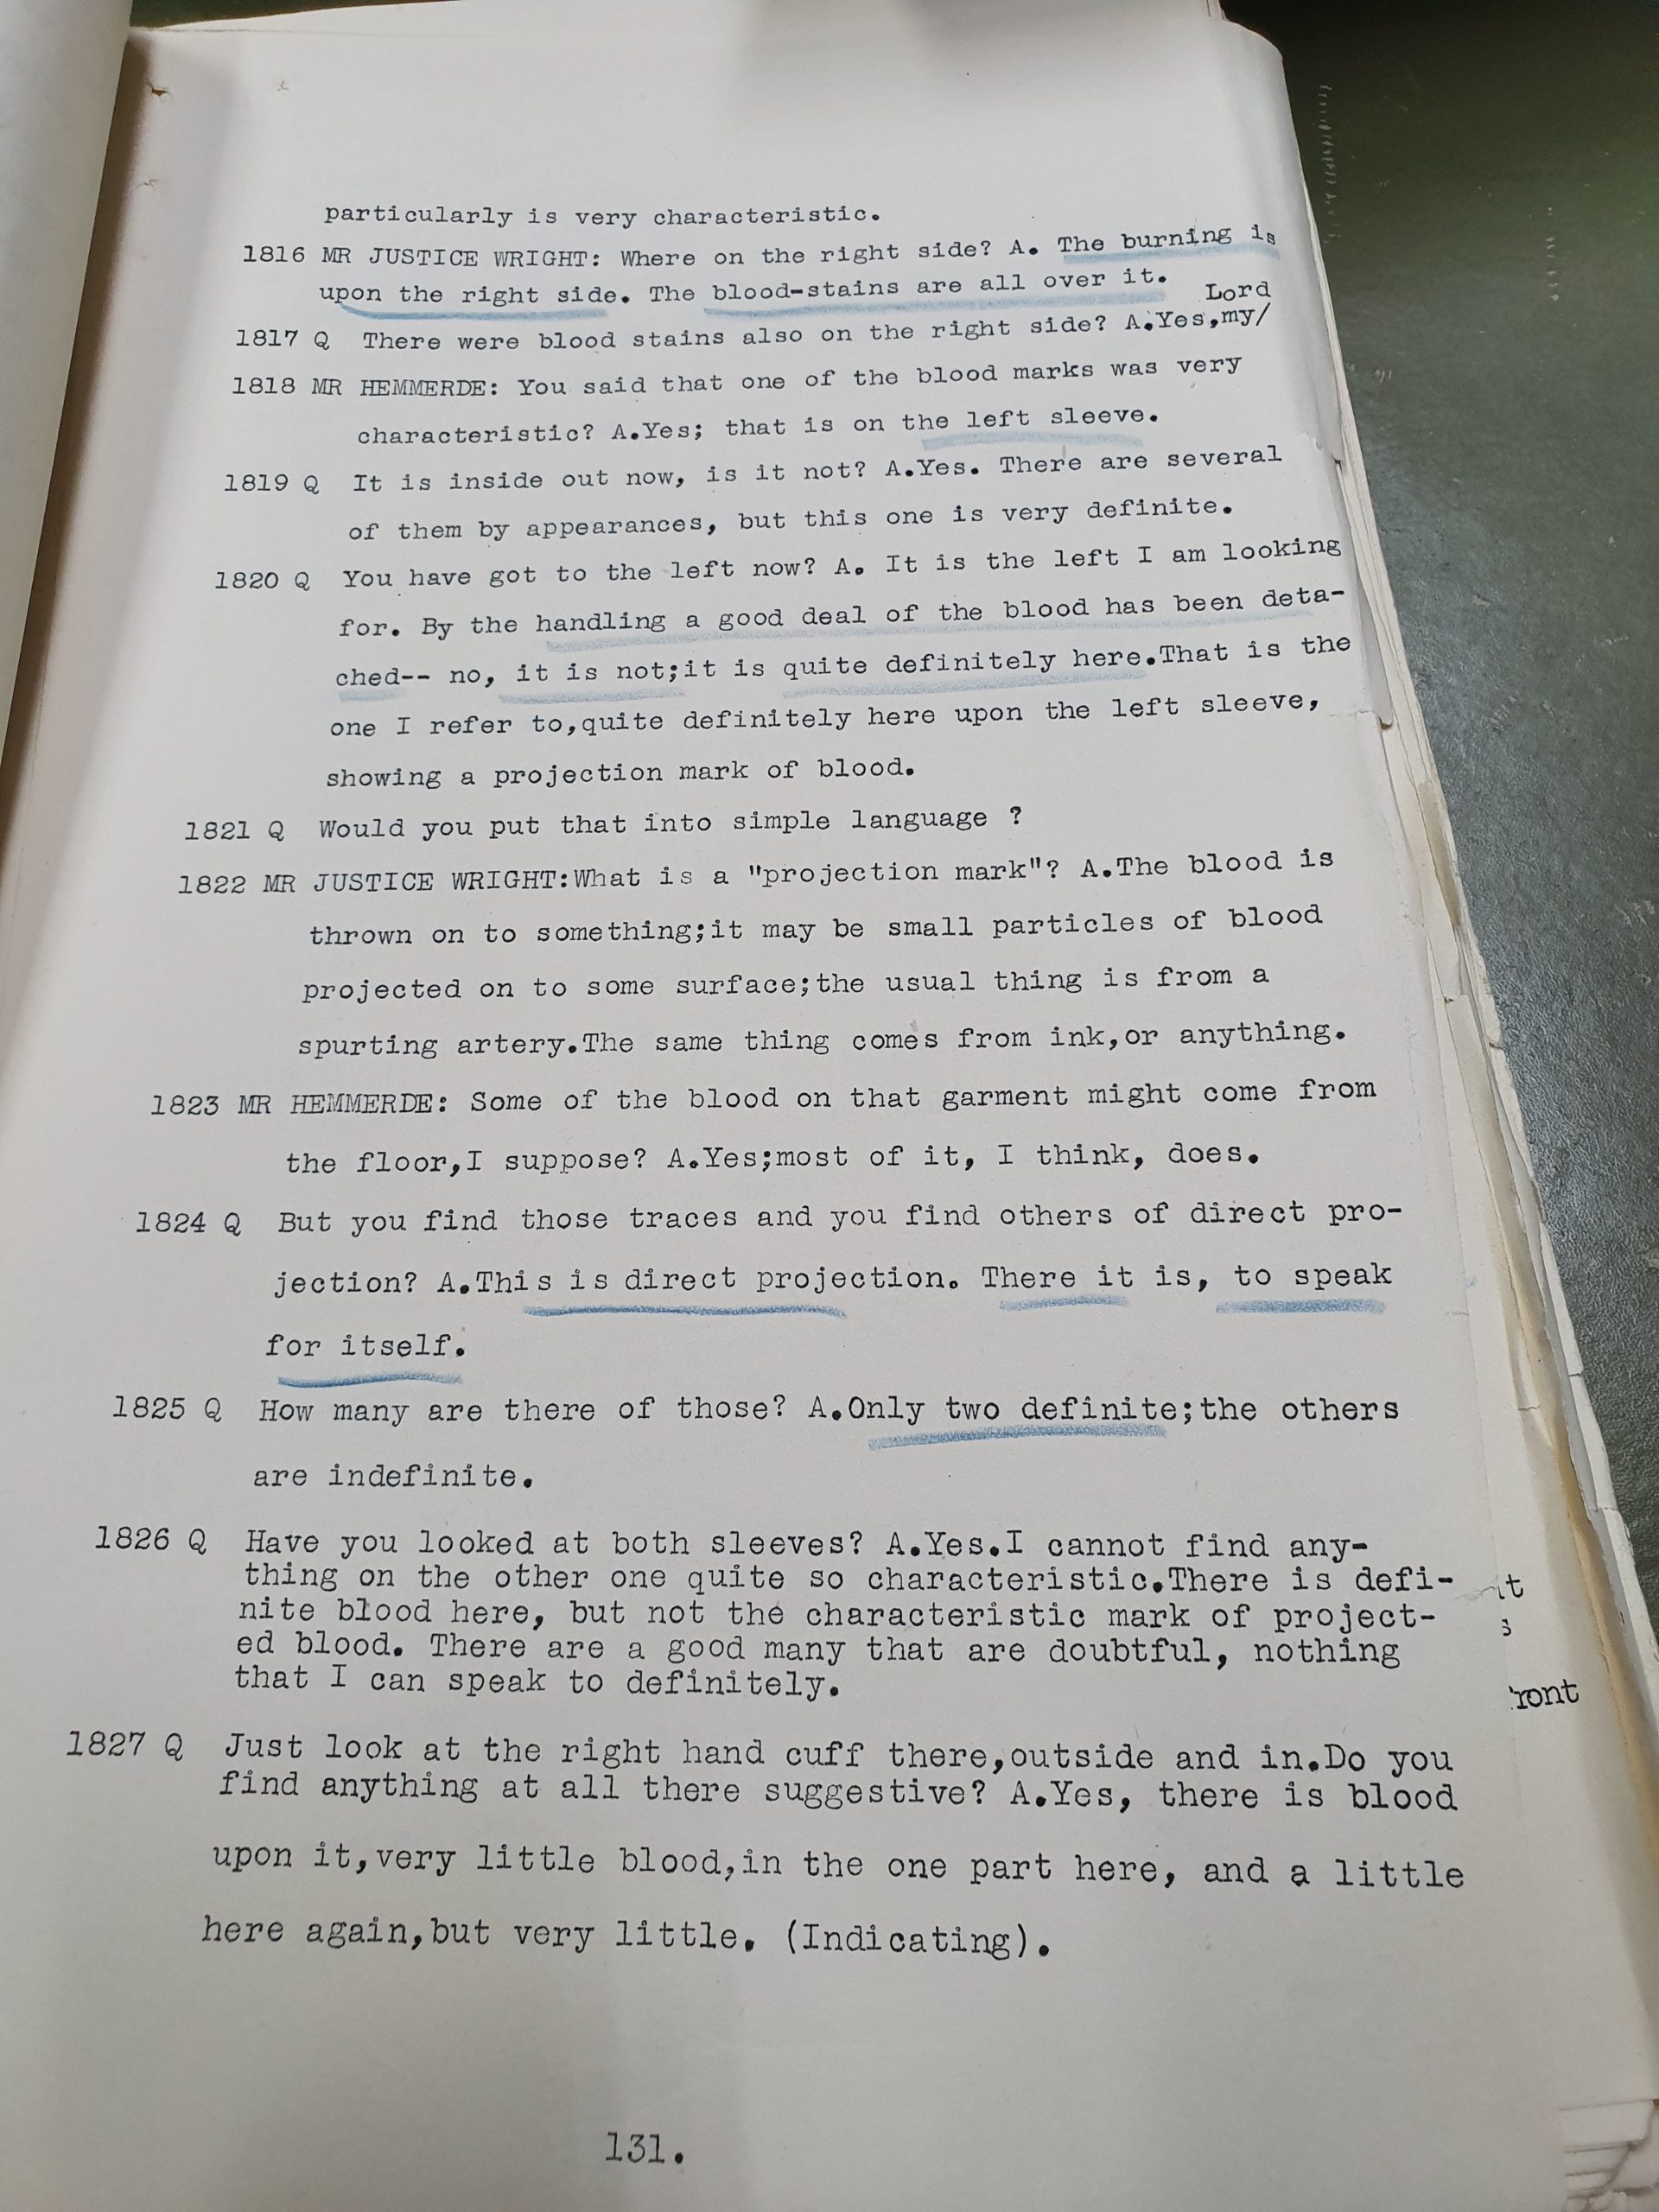 particularly is very characteristic.
1816 MR JUSTICE WRIGHT: Where on the right side? A. The burning is
upon the right side. The blood-stains are all over it.
Lord
1817 Q There were blood stains also on the right side? A.Yes,my/
1818 MR HEMMERDE: You said that one of the blood marks was very
characteristic? A.Yes; that is on the left sleeve.
1819 Q It is inside out now, is it not? A.Yes. There are several
of them by appearances, but this one is very definite.
1820 Q You have got to the left now? A. It is the left I am looking
for. By the handling a good deal of the blood has been deta-
ched-- no, it is not;it is quite definitely here.That is the
one I refer to,quite definitely here upon the left sleeve,
showing a projection mark of blood.
1821 Q Would you put that into simple language ?
1822 MR JUSTICE WRIGHT:What is a "projection mark"? A.The blood is
thrown on to something;it may be small particles of blood
projected on to some surface;the usual thing is from a
spurting artery.The same thing comes from ink,or anything.
1823 MR HEMMERDE: Some of the blood on that garment might come from
the floor,I suppose? A.Yes;most of it, I think, does.
1824 Q But you find those traces and you find others of direct pro-
jection? A.This is direct projection. There it is, to speak
for itself.
1825 Q How many are there of those? A.Only two definite;the others
are indefinite.
1826 Q Have you looked at both sleeves? A.Yes.I cannot find any-
thing on the other one quite so characteristic.There is defi-
nite blood here, but not the characteristic mark of project-
ed blood. There are a good many that are doubtful, nothing
that I can speak to definitely.
1827 Q Just look at the right hand cuff there,outside and in.Do you
find anything at all there suggestive? A.Yes, there is blood
upon it,very little blood,in the one part here, and a little
here again,but very little. (Indicating).
131.